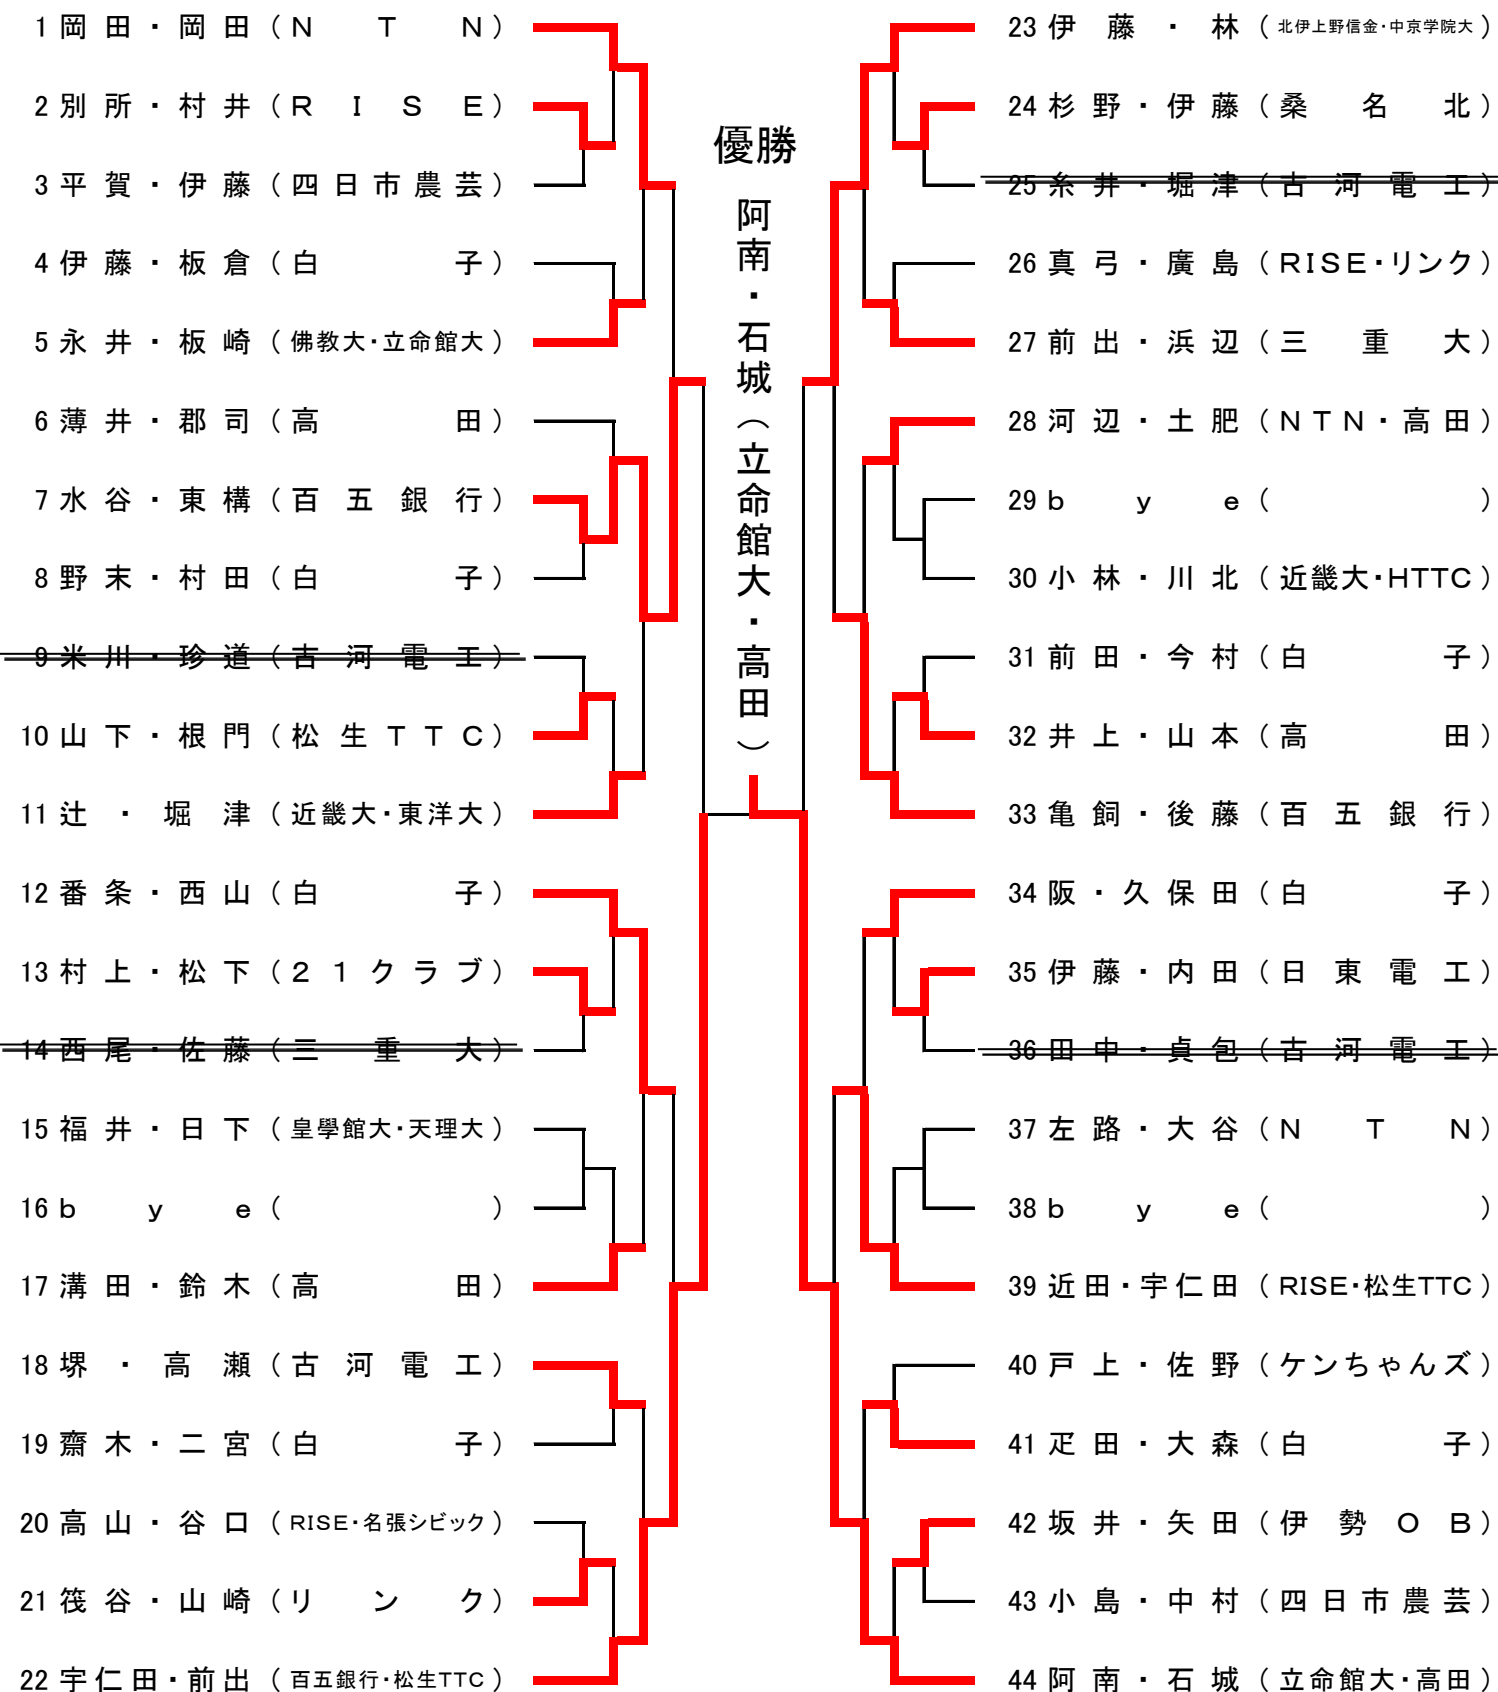 1 岡田・岡田(NTN)
2 別所・村井(RISE)
3 平賀・伊藤(四日市農芸)
4 伊藤・板倉(白子)
5 永井・板崎(佛教大・立命館大)
6 薄井・郡司(高田)
7 水谷・東構(百五銀行)
8 野末・村田(白子)
9 米川・珍道(古河電工)
10 山下・根門(松生TTC)
11 辻・堀津(近畿大・東洋大)
12 番条・西山(白子)
13 村上・松下(21クラブ)
14 西尾・佐藤(三重大)
15 福井・日下(皇學館大・天理大)
16 bye( )
17 溝田・鈴木(高田)
18 堺・高瀬(古河電工)
19 齋木・二宮(白子)
20 高山・谷口(RISE・名張シビック)
21 筏谷・山崎(リンク)
22 宇仁田・前出(百五銀行・松生TTC)
優勝
阿南・石城(立命館大・高田)
23 伊藤・林(北伊上野信金・中京学院大)
24 杉野・伊藤(桑名北)
25 糸井・堀津(古河電工)
26 真弓・廣島(RISE・リンク)
27 前出・浜辺(三重大)
28 河辺・土肥(NTN・高田)
29 bye( )
30 小林・川北(近畿大・HTTC)
31 前田・今村(白子)
32 井上・山本(高田)
33 亀飼・後藤(百五銀行)
34 阪・久保田(白子)
35 伊藤・内田(日東電工)
36 田中・貞包(古河電工)
37 左路・大谷(NTN)
38 bye( )
39 近田・宇仁田(RISE・松生TTC)
40 戸上・佐野(ケンちゃんズ)
41 疋田・大森(白子)
42 坂井・矢田(伊勢OB)
43 小島・中村(四日市農芸)
44 阿南・石城(立命館大・高田)